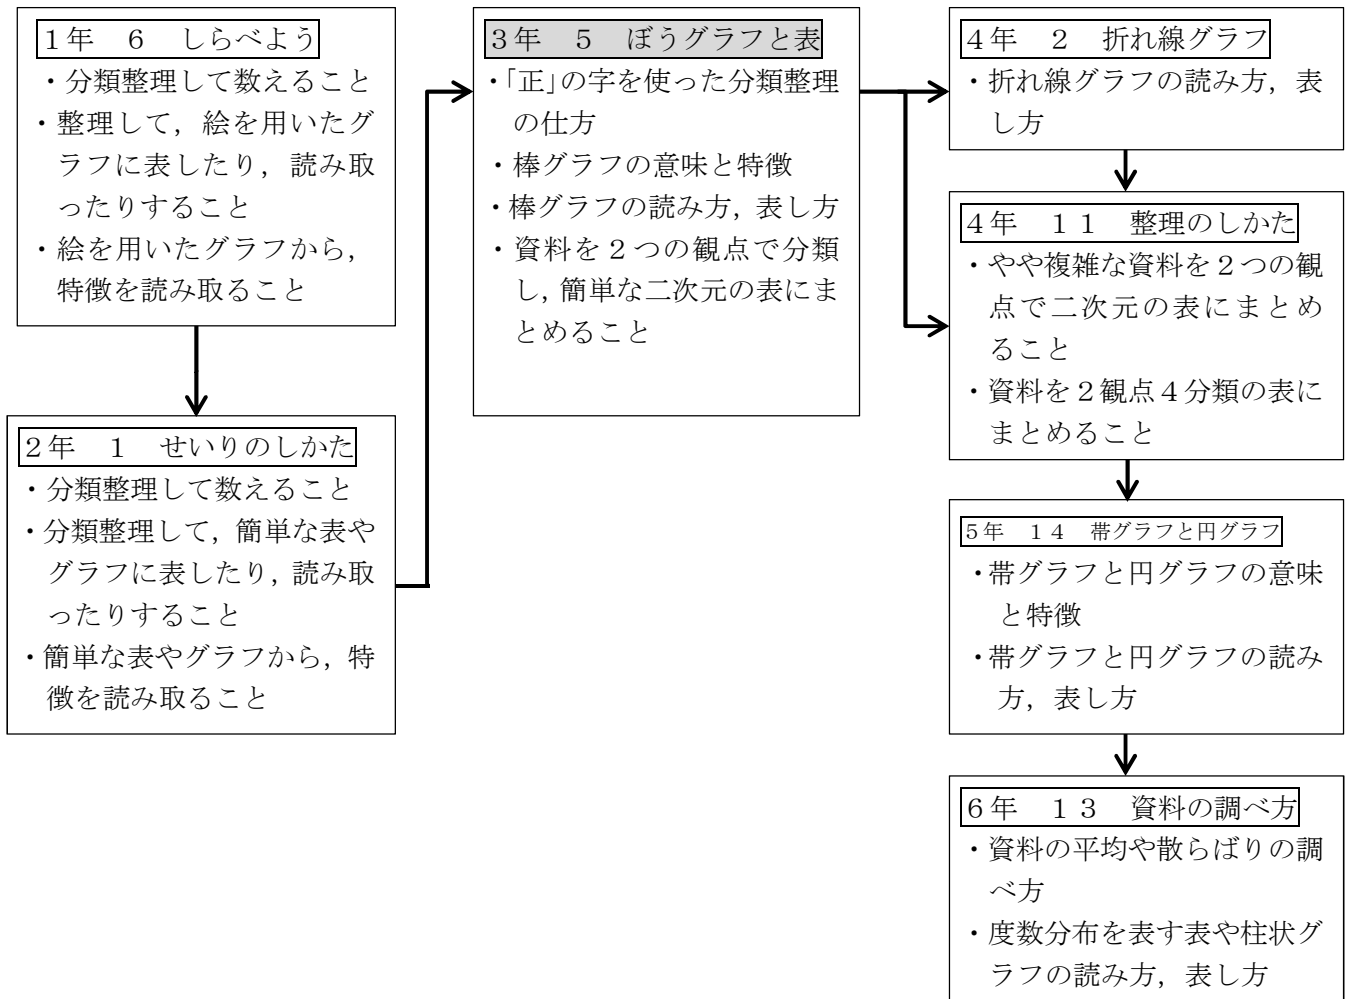 1年 6 しらべよう
・分類整理して数えること
・整理して,絵を用いたグ
ラフに表したり,読み取
ったりすること
・絵を用いたグラフから,
特徴を読み取ること
2年 1 せいりのしかた
・分類整理して数えること
・分類整理して,簡単な表や
グラフに表したり,読み取
ったりすること
・簡単な表やグラフから,特
徴を読み取ること
3年 5 ぼうグラフと表
・「正」の字を使った分類整理
の仕方
・棒グラフの意味と特徴
・棒グラフの読み方,表し方
・資料を2つの観点で分類
し,簡単な二次元の表にま
とめること
4年 2 折れ線グラフ
・折れ線グラフの読み方,表
し方
4年 11 整理のしかた
・やや複雑な資料を2つの観
点で二次元の表にまとめ
ること
・資料を2観点4分類の表に
まとめること
5年 14 帯グラフと円グラフ
・帯グラフと円グラフの意味
と特徴
・帯グラフと円グラフの読み
方,表し方
6年 13 資料の調べ方
・資料の平均や散らばりの調
べ方
・度数分布を表す表や柱状グ
ラフの読み方,表し方